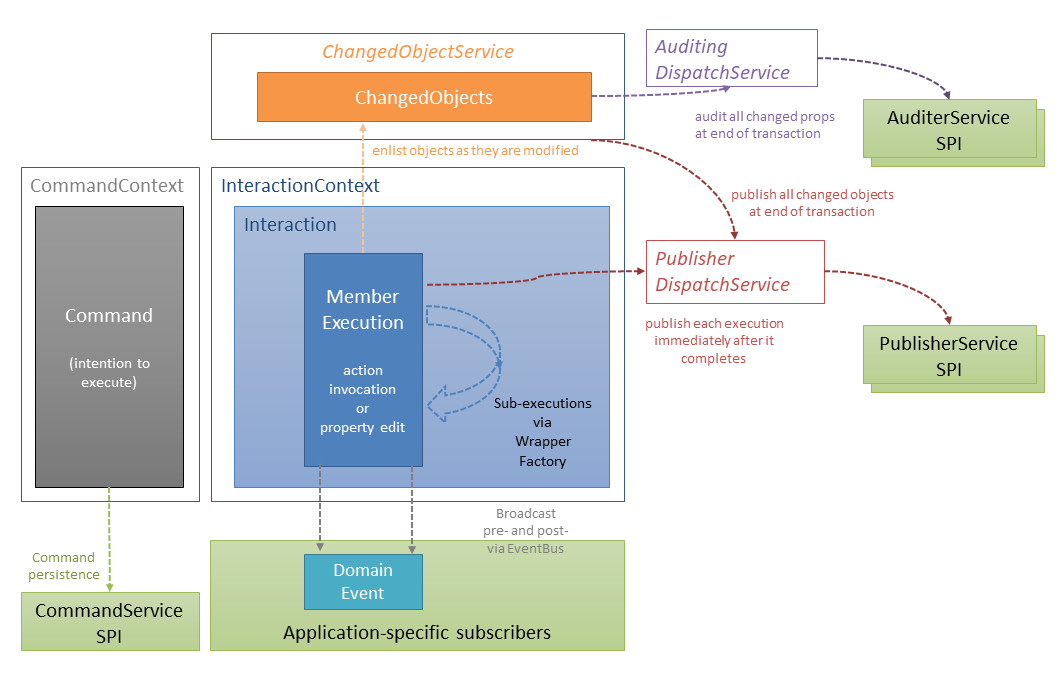 ChangedObjectService
ChangedObjects
Auditing
DispatchService
audit all changed props
at end of transaction
AuditerService
SPI
enlist objects as they are modified
CommandContext
Command
(intention to
execute)
InteractionContext
Interaction
Member
Execution
action
invocation
or
property edit
Sub-executions
via
Wrapper
Factory
publish all changed objects
at end of transaction
Publisher
DispatchService
publish each execution
immediately after it
completes
PublisherService
SPI
Broadcast
pre- and post-
via EventBus
Command
persistence
CommandService
SPI
Domain
Event
Application-specific subscribers